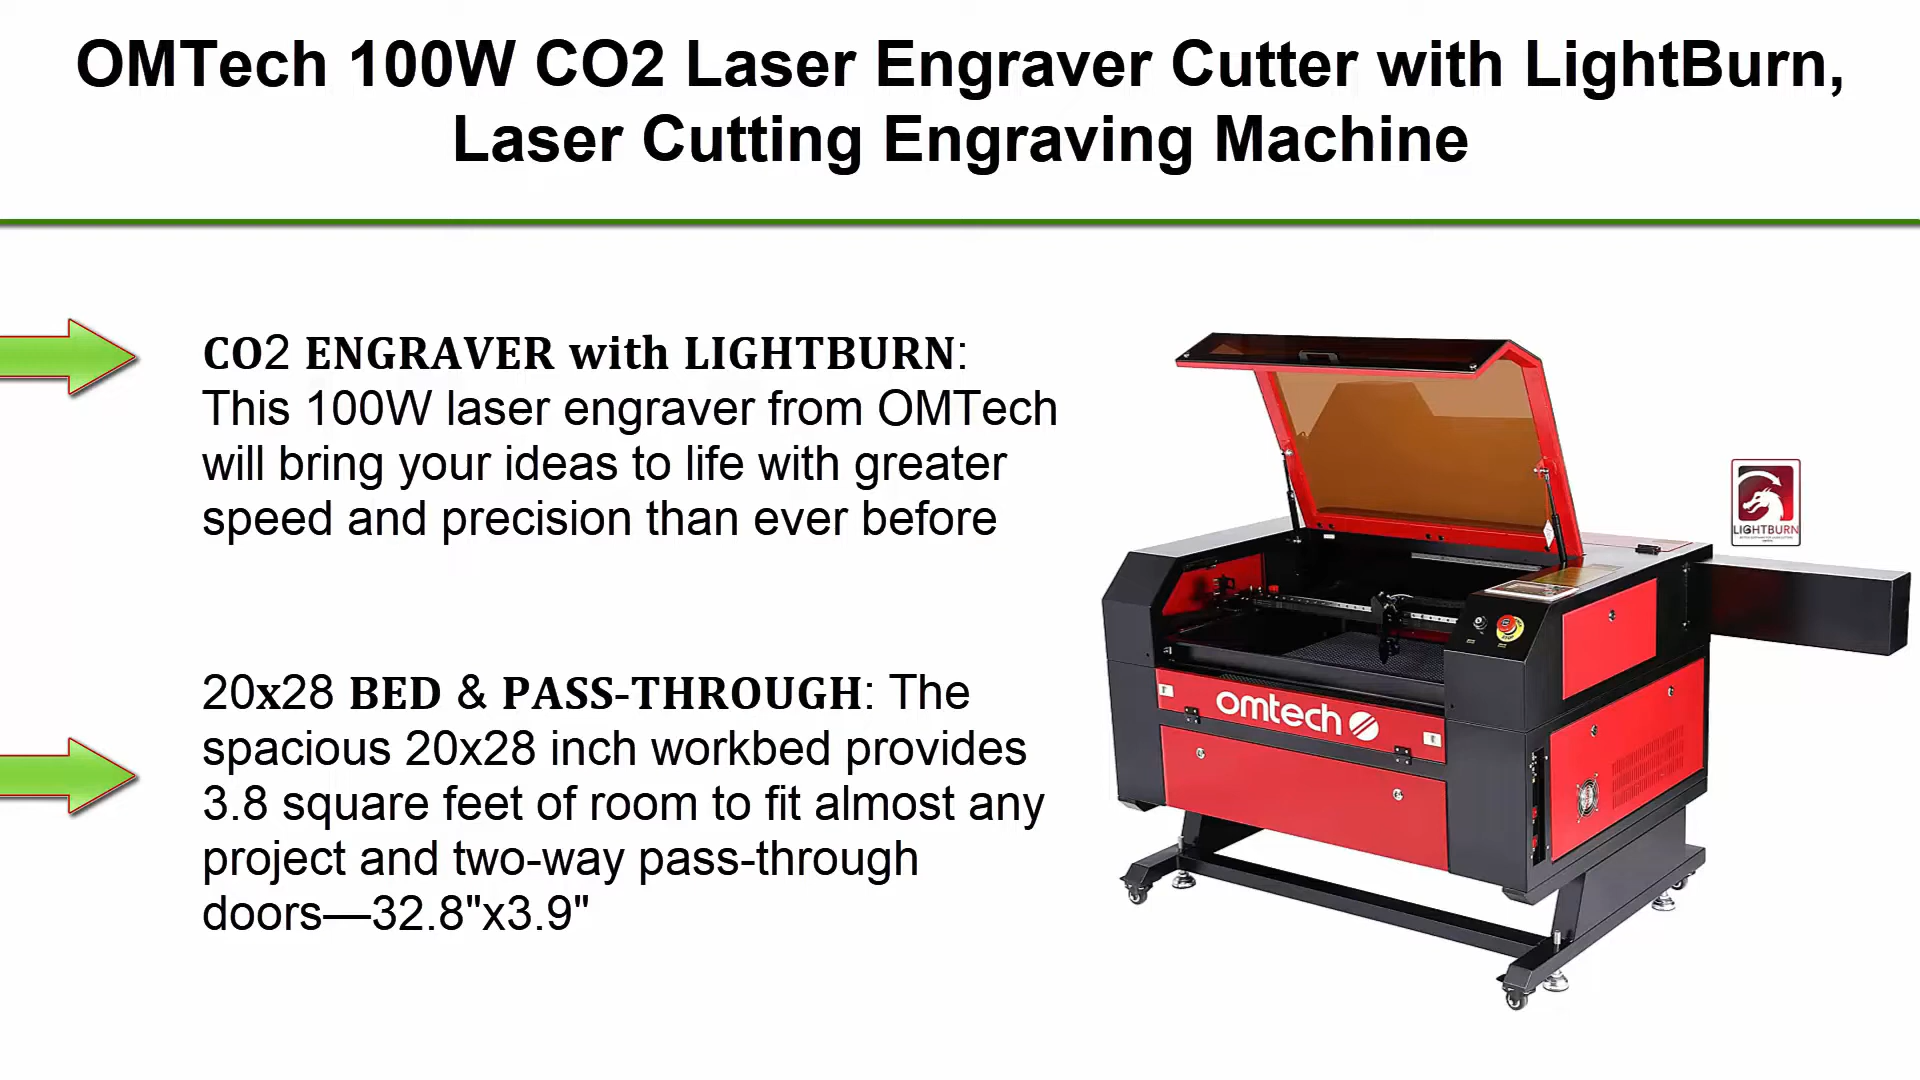 OMTech 100W CO2 Laser Engraver Cutter with LightBurn,
Laser Cutting Engraving Machine
CO2 ENGRAVER with LIGHTBURN:
This 100W laser engraver from OMTech
will bring your ideas to life with greater
speed and precision than ever before
20x28 BED & PASS-THROUGH: The
spacious 20x28 inch workbed provides
3.8 square feet of room to fit almost any
project and two-way pass-through
doors—32.8"x3.9"
LIGHTBURN
omtech